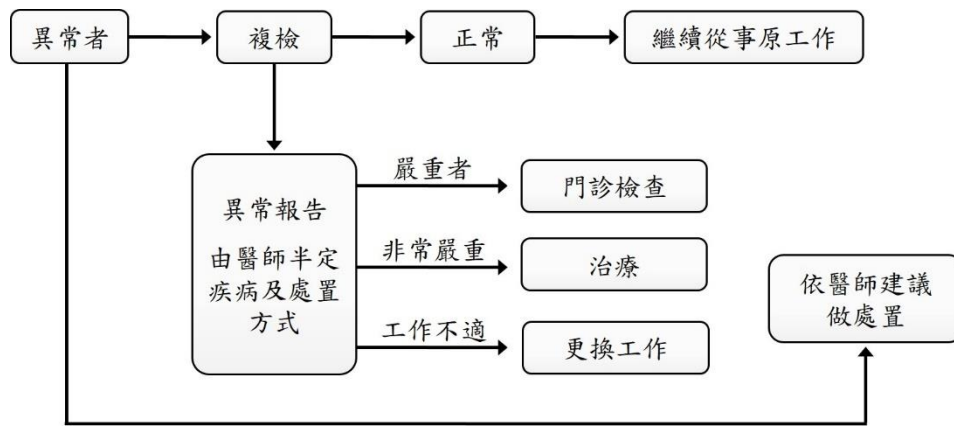 異常者
複檢
正常
繼續從事原工作
異常報告
由醫師半定
疾病及處置
方式
嚴重者
門診檢查
非常嚴重
治療
工作不適
更換工作
依醫師建議
做處置